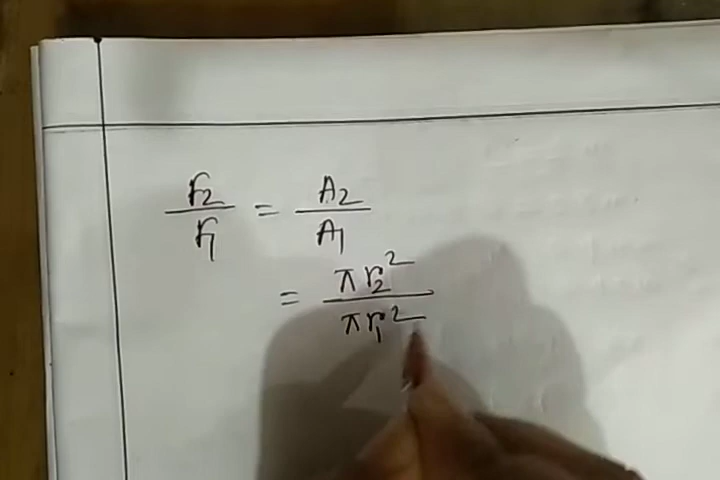 F₂/F₁ = A₂/A₁
= πr₂²/πr₁²